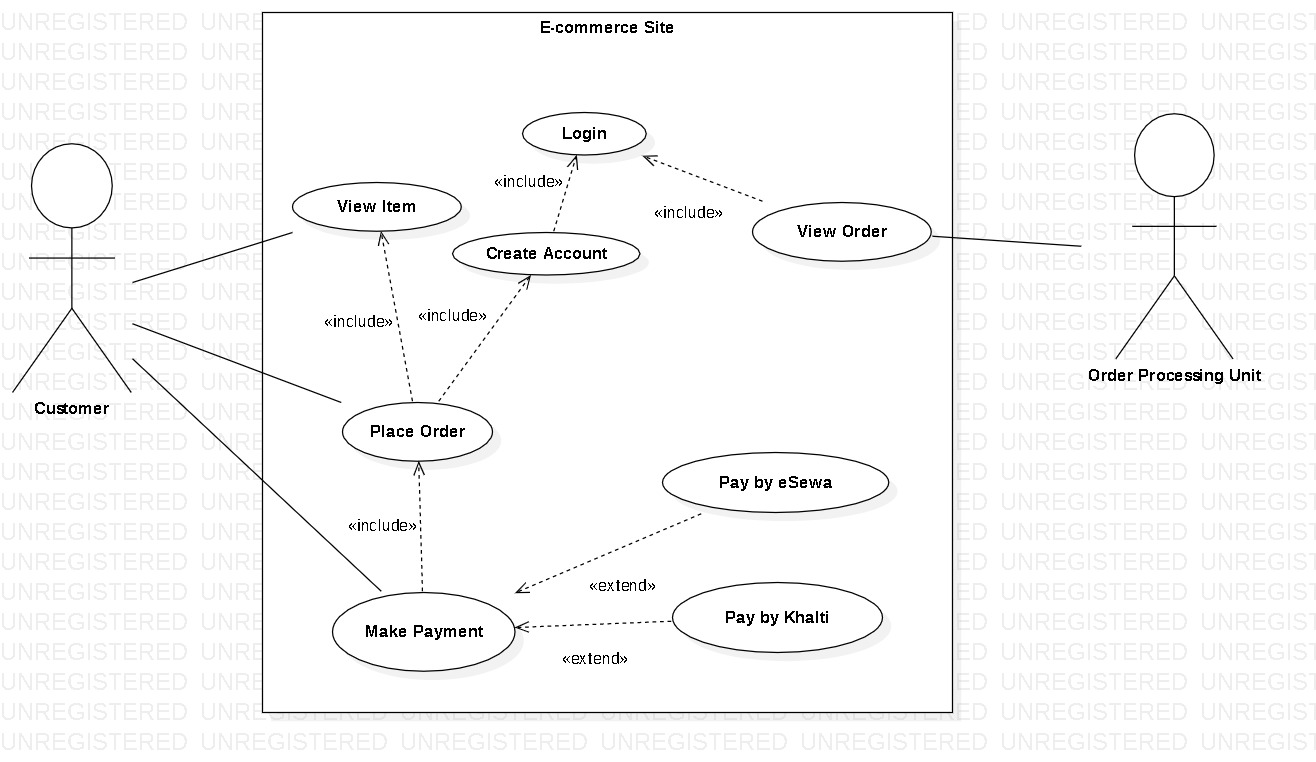 E-commerce Site
Login
«include»
View Item
«include»
View Order
Create Account
«include»
«include»
Order Processing Unit
Customer
Place Order
Pay by eSewa
«include»
«extend»
Pay by Khalti
Make Payment
«extend»
UNREGISTERED